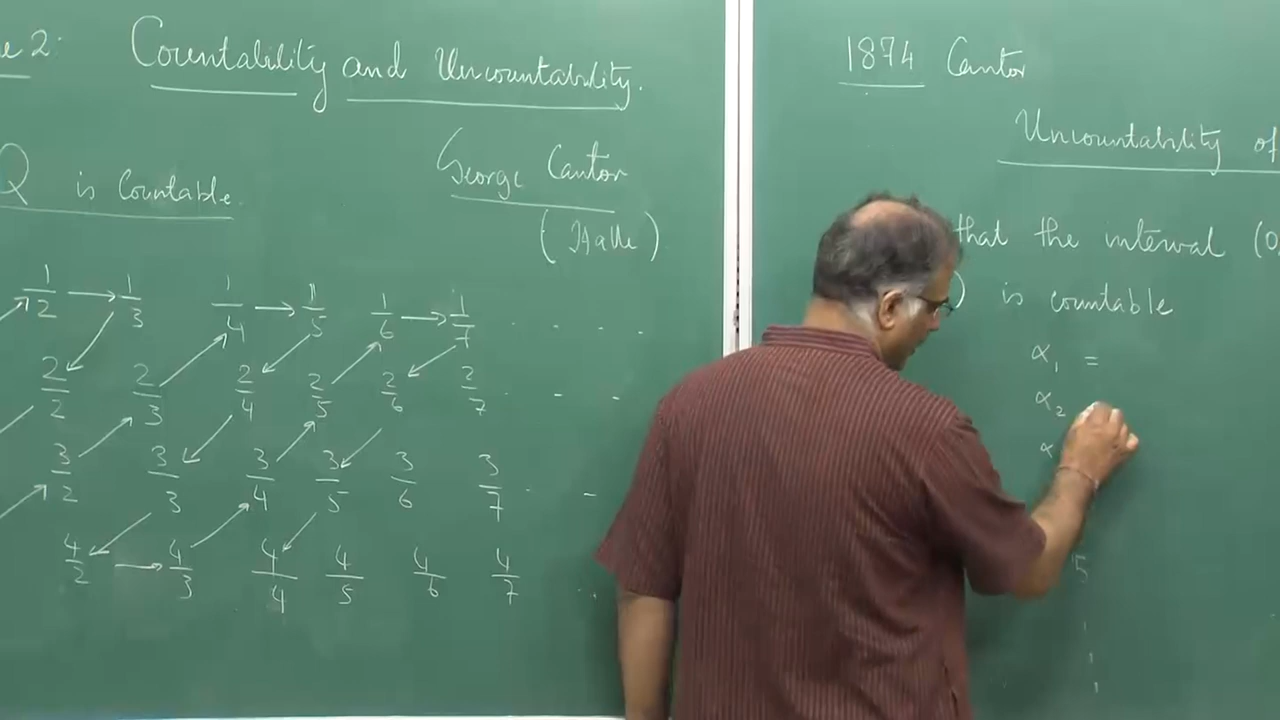 e 2: Countability and Uncountability.
Q is Countable.
George Cantor
(Halle)
1/2 → 1/3 1/4 → 1/5 1/6 → 1/7 . . . .
2/2 2/3 2/4 2/5 2/6 2/7 . - .
3/2 3/3 3/4 3/5 3/6 3/7 . -
4/2 → 4/3 4/4 4/5 4/6 4/7 . .
1874 Cantor
Uncountability of
that the interval (0
) is countable
α₁ =
α₂
α
5